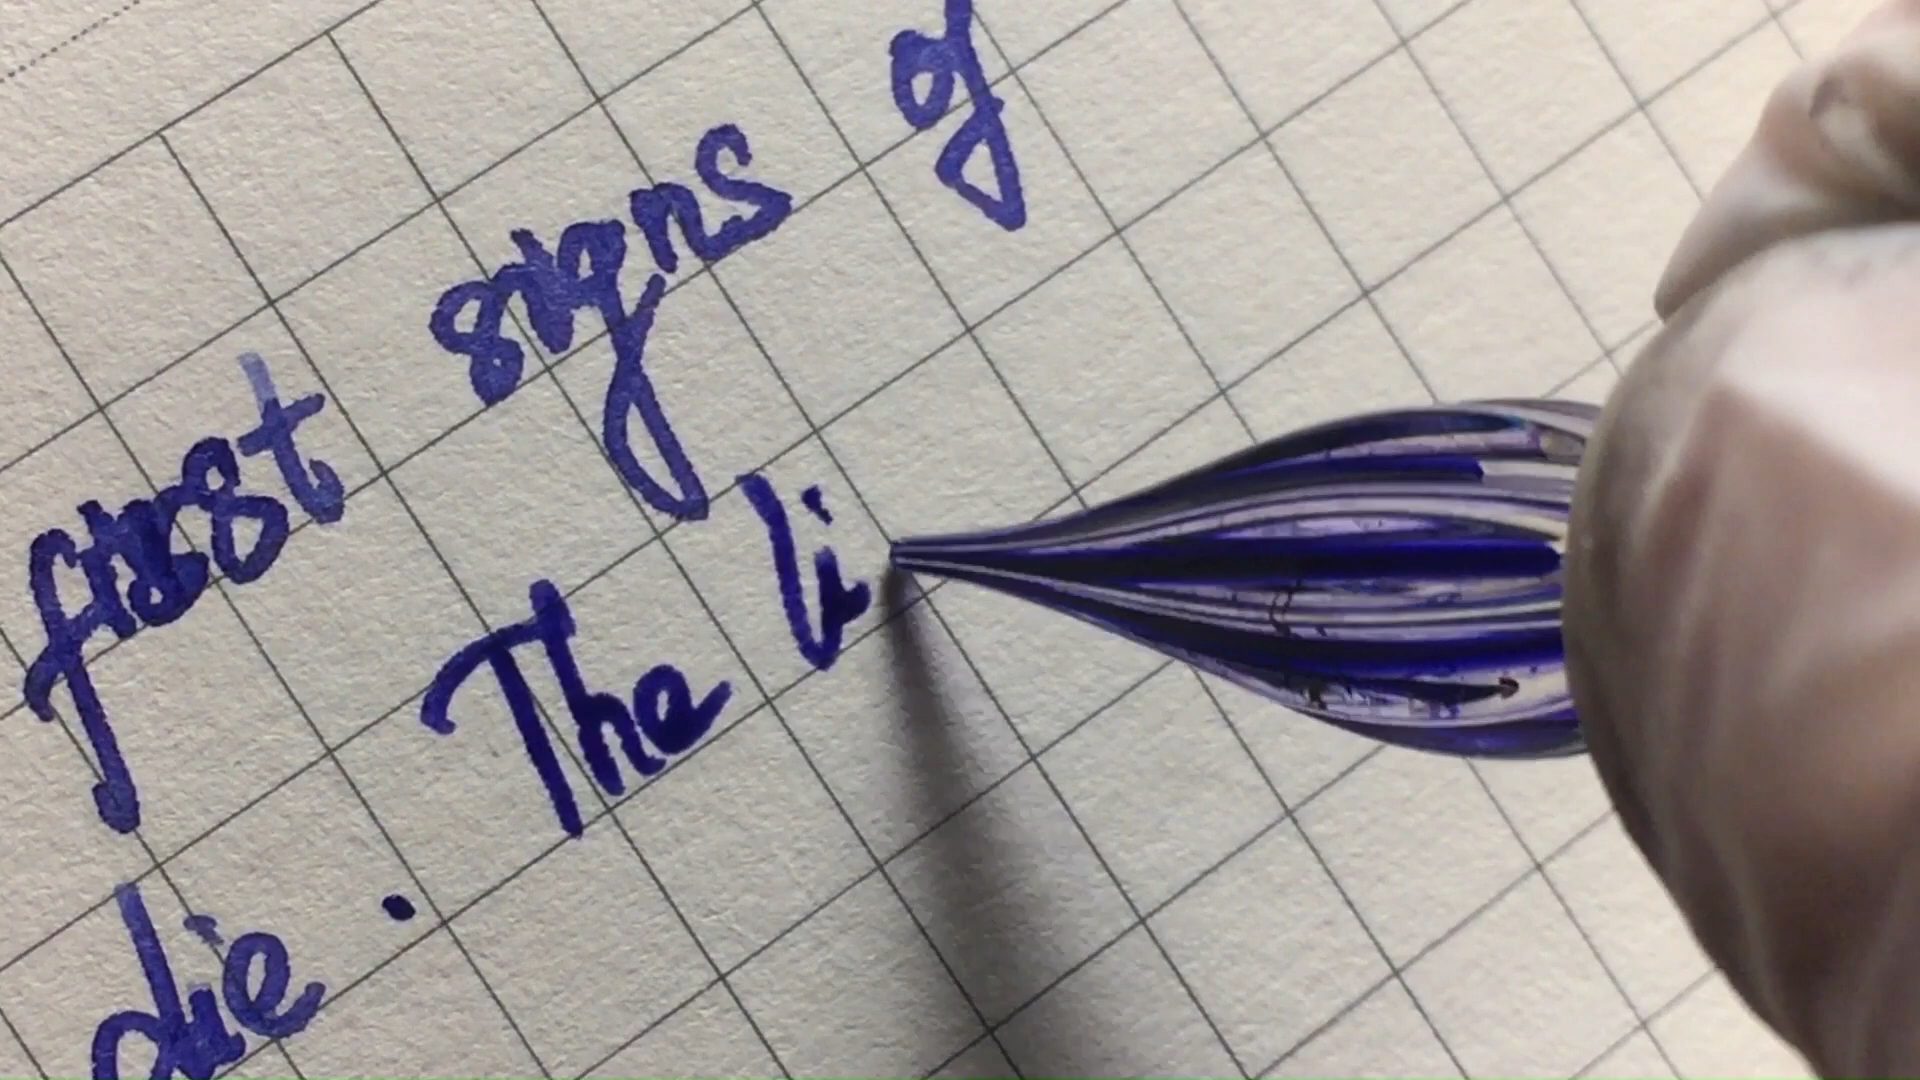 first signs of
die. The li